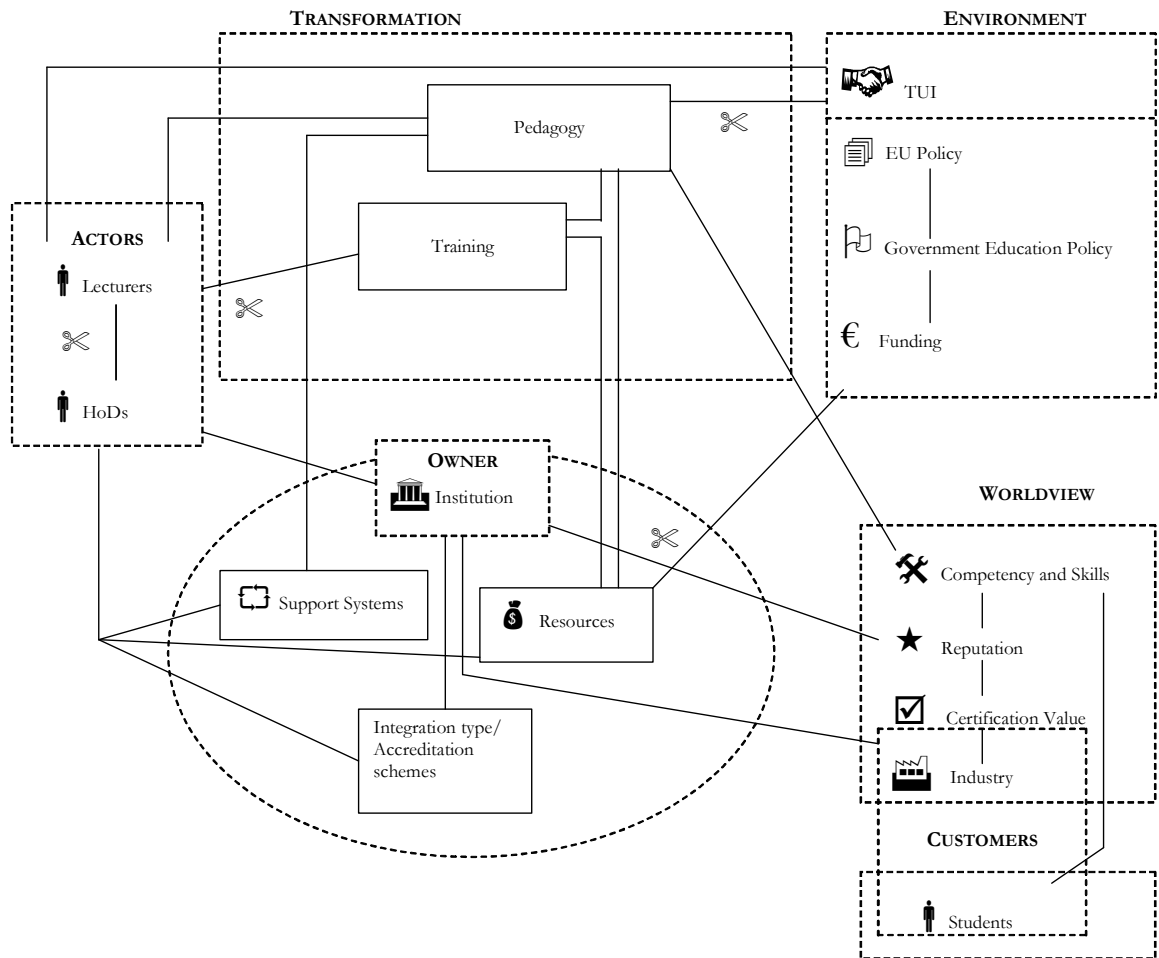 TRANSFORMATION
ENVIRONMENT
TUI
Pedagogy
EU Policy
ACTORS
Training
Government Education Policy
Lecturers
€ Funding
HoDs
OWNER
Institution
WORLDVIEW
Competency and Skills
Support Systems
$ Resources
Reputation
Integration type/
Accreditation
schemes
Certification Value
Industry
CUSTOMERS
Students